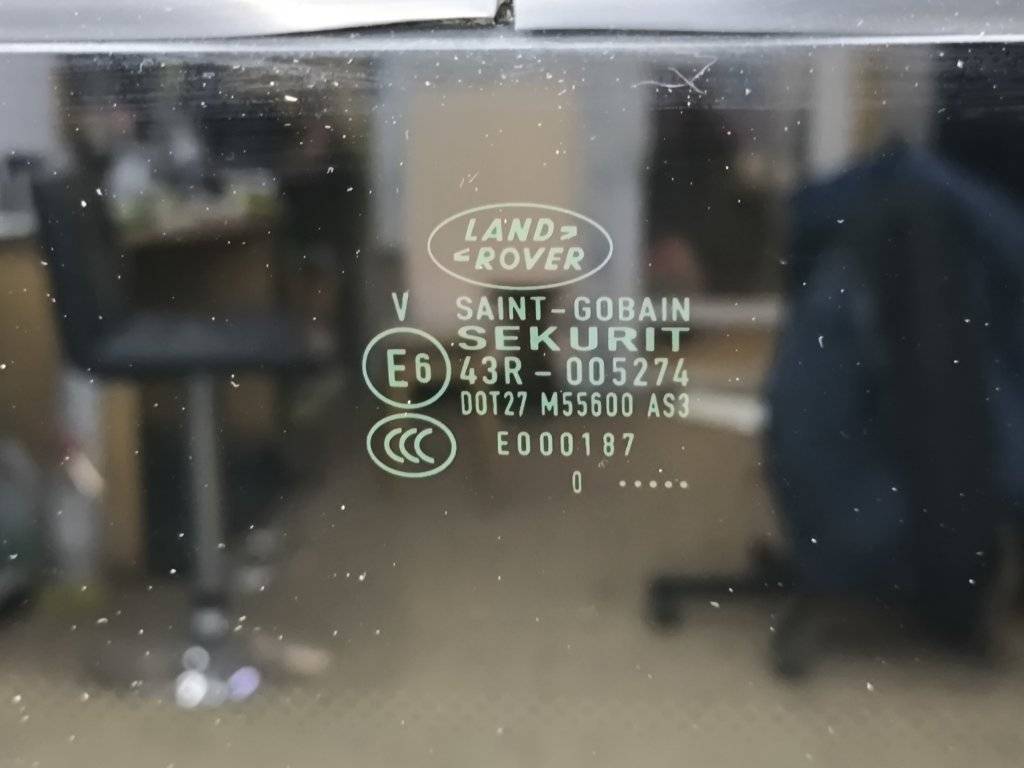 LAND
ROVER
V SAINT-GOBAIN
SEKURIT
E6 43R-005274
DOT27 M55600 AS3
CCC E000187
0 .....